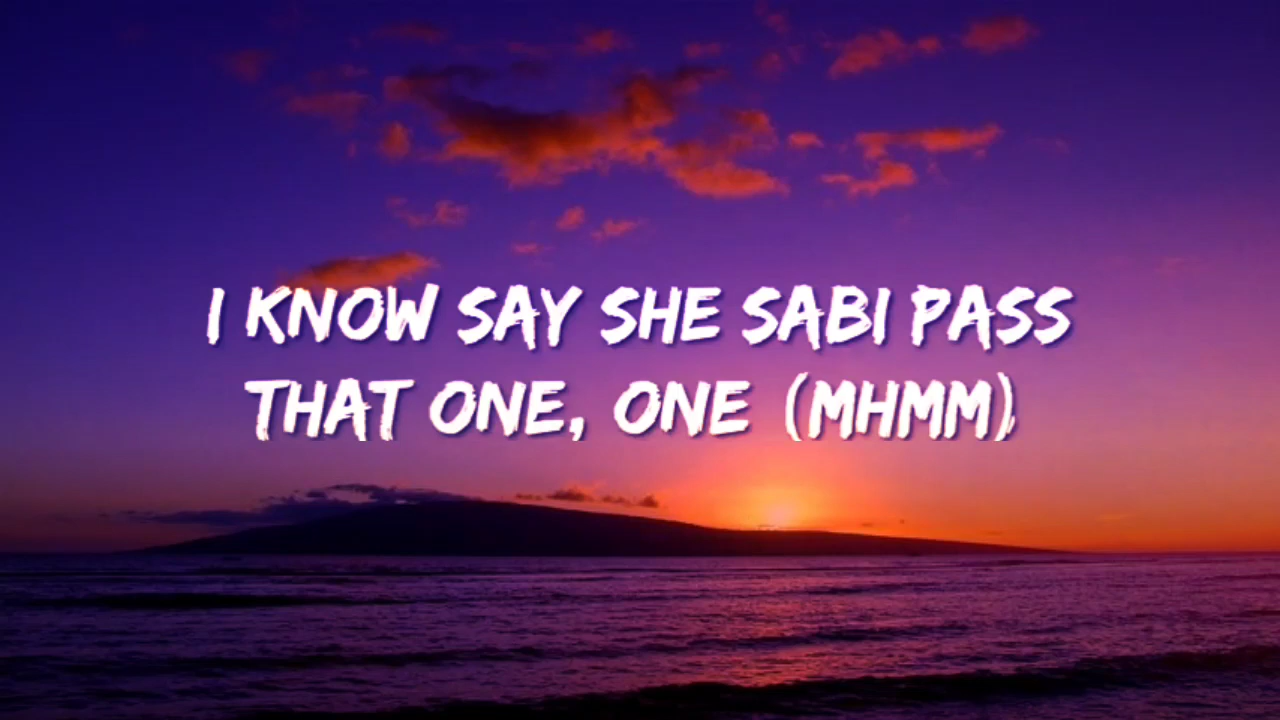 I KNOW SAY SHE SABI PASS
THAT ONE, ONE (MHMM)